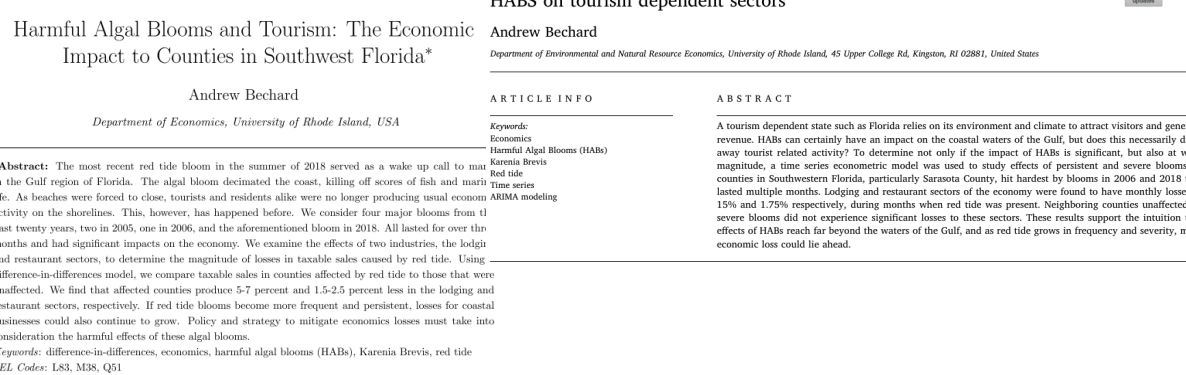 Harmful Algal Blooms and Tourism: The Economic
Impact to Counties in Southwest Florida*
Andrew Bechard
Department of Economics, University of Rhode Island, USA
Abstract: The most recent red tide bloom in the summer of 2018 served as a wake up call to
the Gulf region of Florida. The algal bloom decimated the coast, killing off scores of fish and
As beaches were forced to close, tourists and residents alike were no longer producing usual
on the shorelines. This, however, has happened before. We consider four major blooms from
twenty years, two in 2005, one in 2006, and the aforementioned bloom in 2018. All lasted for over
and had significant impacts on the economy. We examine the effects of two industries, the
and restaurant sectors, to determine the magnitude of losses in taxable sales caused by red tide. Using
model, we compare taxable sales in counties affected by red tide to those that were
We find that affected counties produce 5-7 percent and 1.5-2.5 percent less in the lodging and
sectors, respectively. If red tide blooms become more frequent and persistent, losses for coastal
could also continue to grow. Policy and strategy to mitigate economics losses must take into
the harmful effects of these algal blooms.
difference-in-differences, economics, harmful algal blooms (HABs), Karenia Brevis, red tide
Codes: L83, M38, Q51
HABS on tourism dependent sectors
updates
Andrew Bechard
Department of Environmental and Natural Resource Economics, University of Rhode Island, 45 Upper College Rd, Kingston, RI 02881, United States
ARTICLE INFO
Keywords:
Economics
Harmful Algal Blooms (HABs)
Karenia Brevis
Red tide
Time series
ARIMA modeling
ABSTRACT
A tourism dependent state such as Florida relies on its environment and climate to attract visitors and
revenue. HABs can certainly have an impact on the coastal waters of the Gulf, but does this necessarily
away tourist related activity? To determine not only if the impact of HABs is significant, but also at
magnitude, a time series econometric model was used to study effects of persistent and severe blooms
counties in Southwestern Florida, particularly Sarasota County, hit hardest by blooms in 2006 and 2018
lasted multiple months. Lodging and restaurant sectors of the economy were found to have monthly
15% and 1.75% respectively, during months when red tide was present. Neighboring counties
severe blooms did not experience significant losses to these sectors. These results support the intuition
effects of HABs reach far beyond the waters of the Gulf, and as red tide grows in frequency and severity,
economic loss could lie ahead.